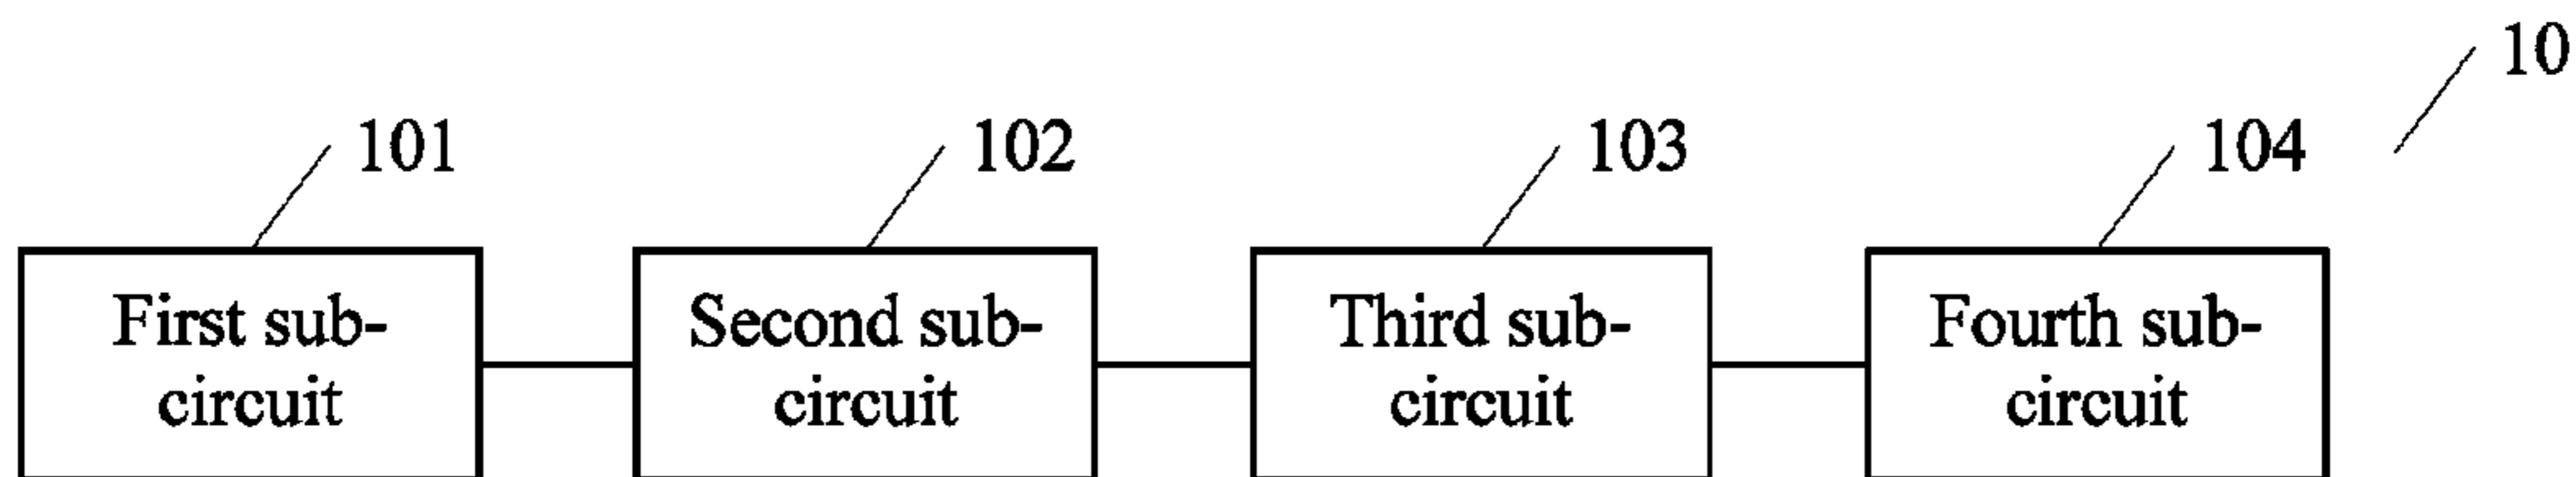 10
101
102
103
104
First sub-
circuit
Second sub-
circuit
Third sub-
circuit
Fourth sub-
circuit